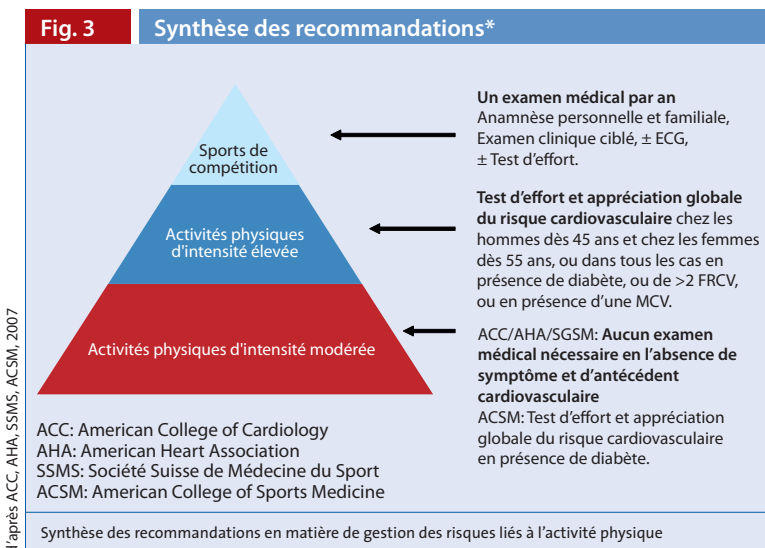 Fig. 3
Synthèse des recommandations*
Sports de
compétition
Un examen médical par an
Anamnèse personnelle et familiale,
Examen clinique ciblé, ± ECG,
± Test d'effort.
Activités physiques
d'intensité élevée
Test d'effort et appréciation globale
du risque cardiovasculaire chez les
hommes dès 45 ans et chez les femmes
dès 55 ans, ou dans tous les cas en
présence de diabète, ou de >2 FRCV,
ou en présence d'une MCV.
Activités physiques d'intensité modérée
ACC/AHA/SGSM: Aucun examen
médical nécessaire en l'absence de
symptôme et d'antécédent
cardiovasculaire
ACSM: Test d'effort et appréciation
globale du risque cardiovasculaire
en présence de diabète.
ACC: American College of Cardiology
AHA: American Heart Association
SSMS: Société Suisse de Médecine du Sport
ACSM: American College of Sports Medicine
Synthèse des recommandations en matière de gestion des risques liés à l'activité physique
d'après ACC, AHA, SSMS, ACSM, 2007